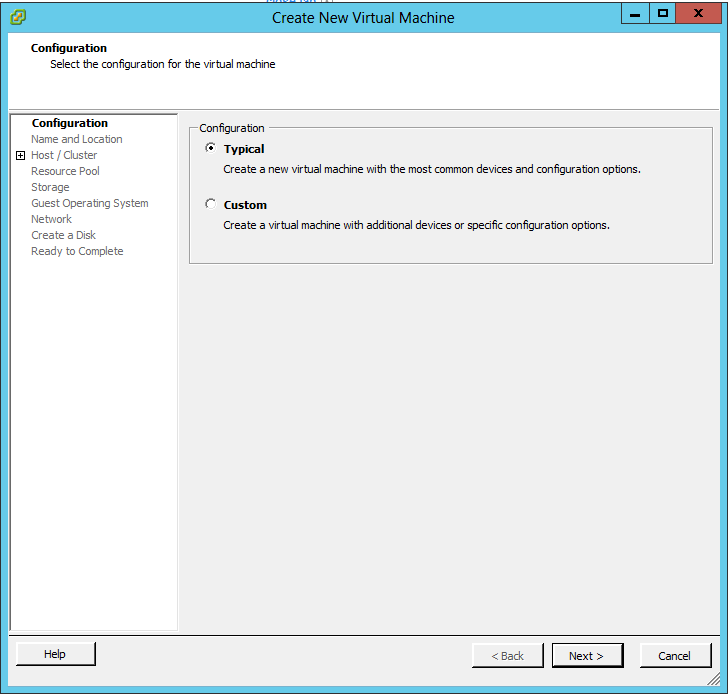 Create New Virtual Machine
Configuration
Select the configuration for the virtual machine
Configuration
Name and Location
Host / Cluster
Resource Pool
Storage
Guest Operating System
Network
Create a Disk
Ready to Complete
Configuration
Typical
Create a new virtual machine with the most common devices and configuration options.
Custom
Create a virtual machine with additional devices or specific configuration options.
Help
< Back
Next >
Cancel